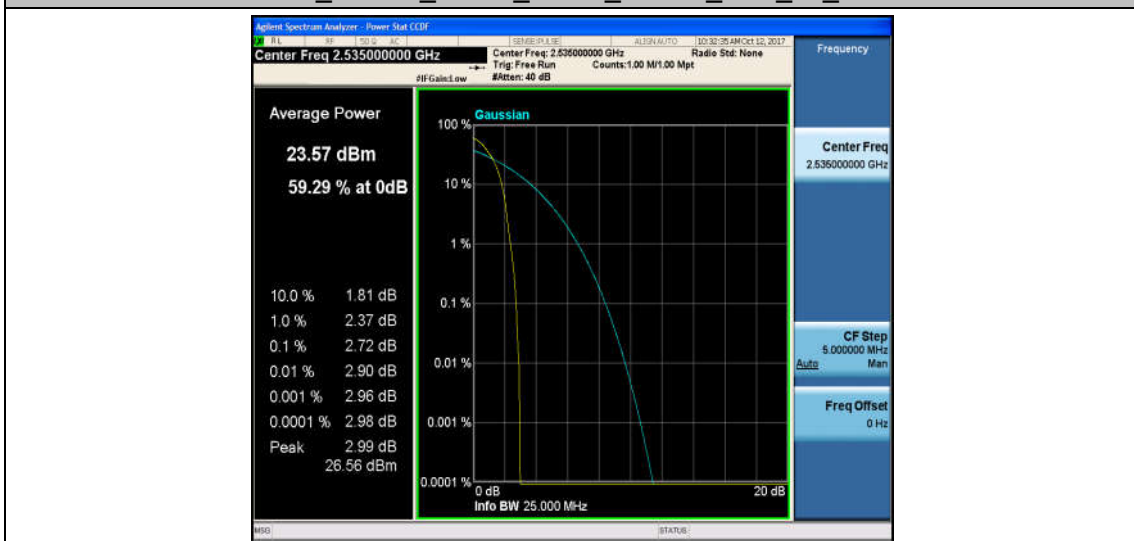 Agilent Spectrum Analyzer - Power Stat CCDF
RL RF 50 Ω AC SENSE:PULSE ALIGN AUTO 10:32:35 AM Oct 12, 2017
Center Freq 2.535000000 GHz
Center Freq: 2.535000000 GHz Radio Std: None
Trig: Free Run Counts:1.00 M/1.00 Mpt
#IFGain:Low #Atten: 40 dB
Frequency
Average Power
23.57 dBm
59.29 % at 0dB
10.0 % 1.81 dB
1.0 % 2.37 dB
0.1 % 2.72 dB
0.01 % 2.90 dB
0.001 % 2.96 dB
0.0001 % 2.98 dB
Peak 2.99 dB
26.56 dBm
Gaussian
100 %
10 %
1 %
0.1 %
0.01 %
0.001 %
0.0001 %
0 dB 20 dB
Info BW 25.000 MHz
Center Freq
2.535000000 GHz
CF Step
5.000000 MHz
Auto Man
Freq Offset
0 Hz
MSG STATUS